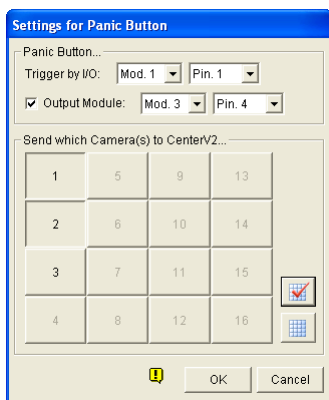 Settings for Panic Button
Panic Button...
Trigger by I/O: Mod. 1 Pin. 1
Output Module: Mod. 3 Pin. 4
Send which Camera(s) to CenterV2...
1 5 9 13
2 6 10 14
3 7 11 15
4 8 12 16
OK Cancel